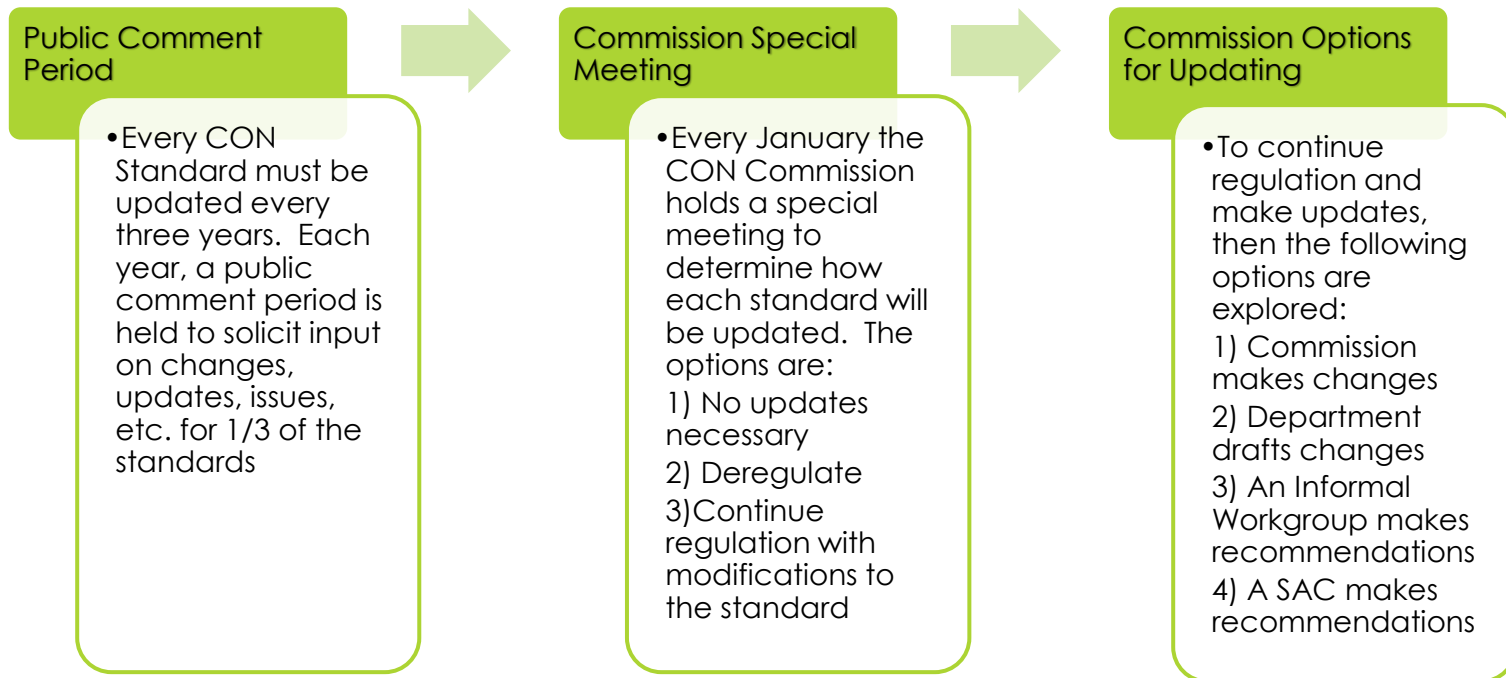 Public Comment
Period
•Every CON
Standard must be
updated every
three years.  Each
year, a public
comment period is
held to solicit input
on changes,
updates, issues,
etc. for 1/3 of the
standards
Commission Special
Meeting
•Every January the
CON Commission
holds a special
meeting to
determine how
each standard will
be updated.  The
options are:
1) No updates
necessary
2) Deregulate
3)Continue
regulation with
modifications to
the standard
Commission Options
for Updating
•To continue
regulation and
make updates,
then the following
options are
explored:
1) Commission
makes changes
2) Department
drafts changes
3) An Informal
Workgroup makes
recommendations
4) A SAC makes
recommendations